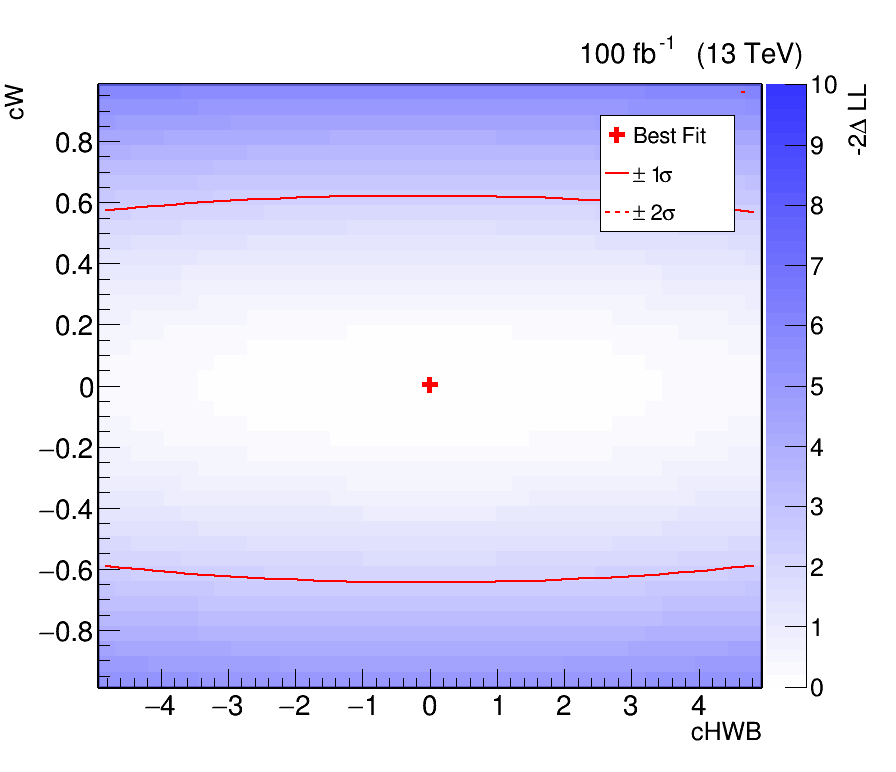 100 fb⁻¹ (13 TeV)
cW
-2Δ LL
Best Fit
± 1σ
± 2σ
0.8
0.6
0.4
0.2
0
−0.2
−0.4
−0.6
−0.8
10
9
8
7
6
5
4
3
2
1
0
−4 −3 −2 −1 0 1 2 3 4
cHWB